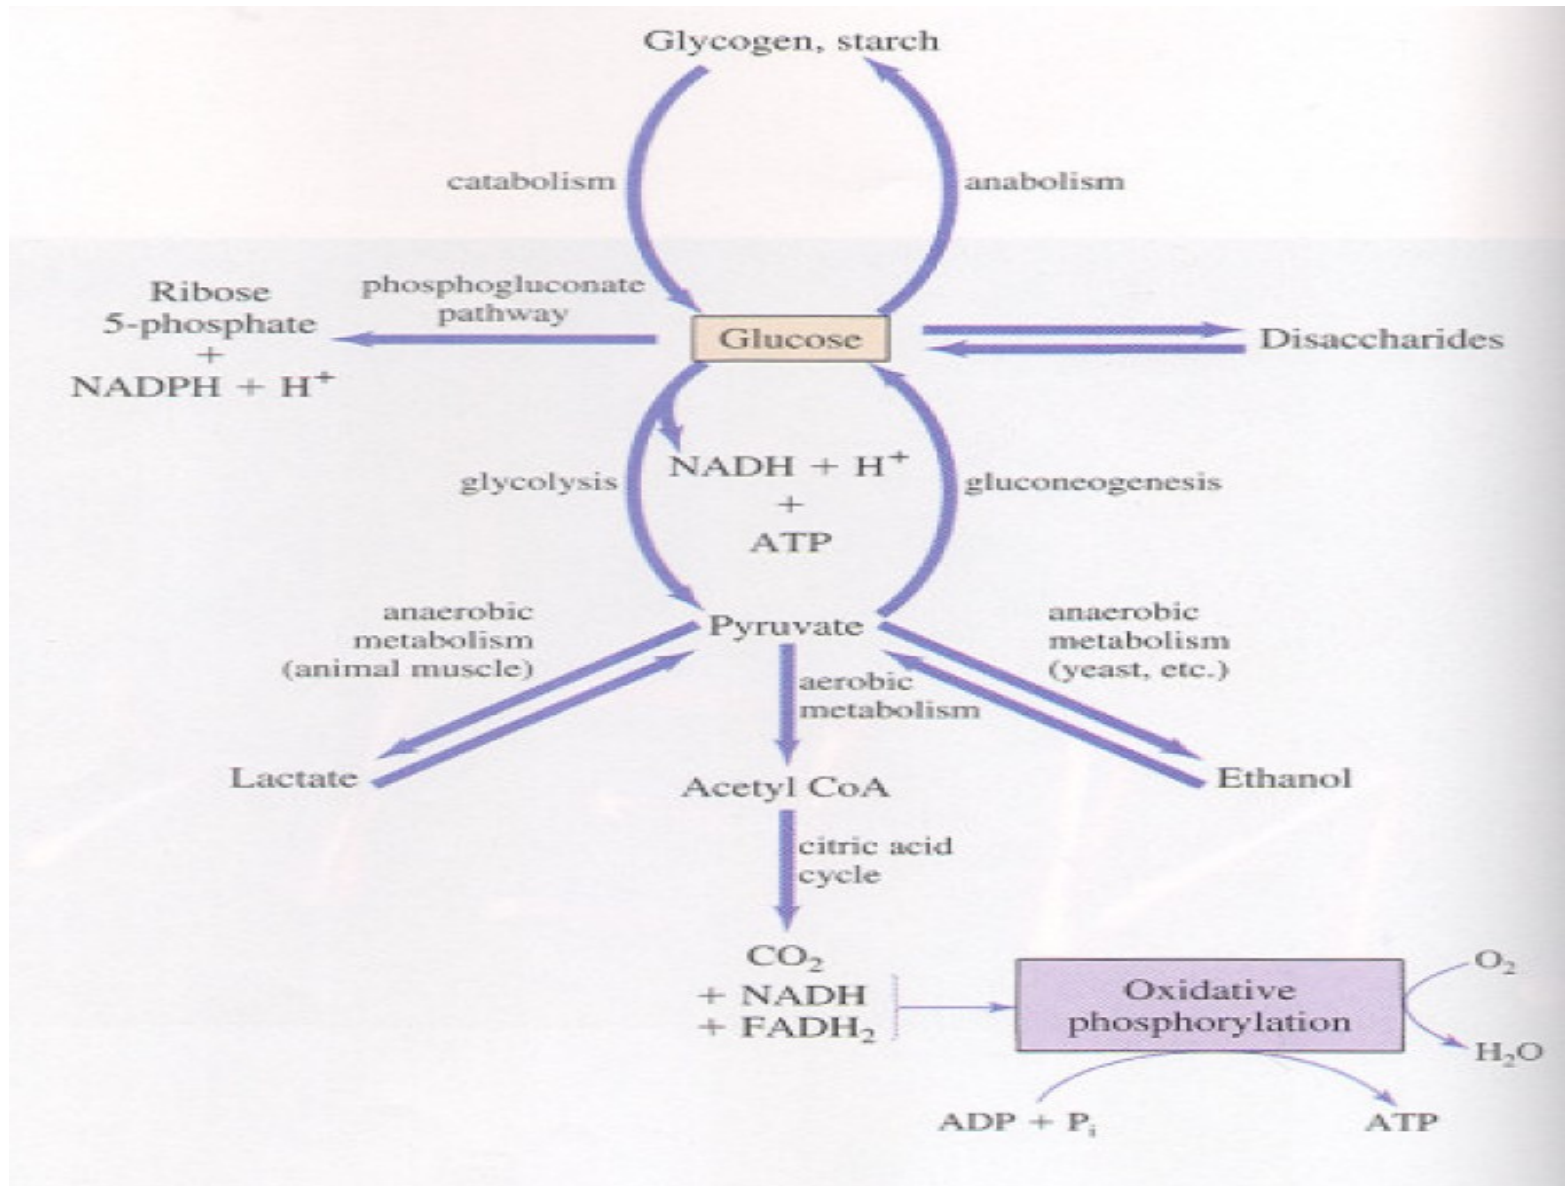 Glycogen, starch
catabolism
anabolism
Ribose
5-phosphate
+
NADPH + H⁺
phosphogluconate
pathway
Glucose
Disaccharides
glycolysis
NADH + H⁺
+
ATP
gluconeogenesis
anaerobic
metabolism
(animal muscle)
Pyruvate
anaerobic
metabolism
(yeast, etc.)
aerobic
metabolism
Lactate
Acetyl CoA
Ethanol
citric acid
cycle
CO₂
+ NADH
+ FADH₂
Oxidative
phosphorylation
O₂
H₂O
ADP + Pᵢ
ATP